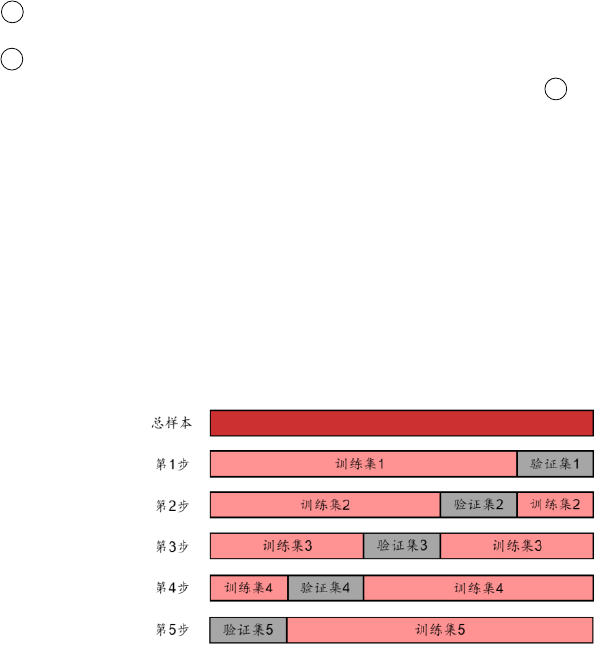 总样本
第1步 训练集1 验证集1
第2步 训练集2 验证集2 训练集2
第3步 训练集3 验证集3 训练集3
第4步 训练集4 验证集4 训练集4
第5步 验证集5 训练集5